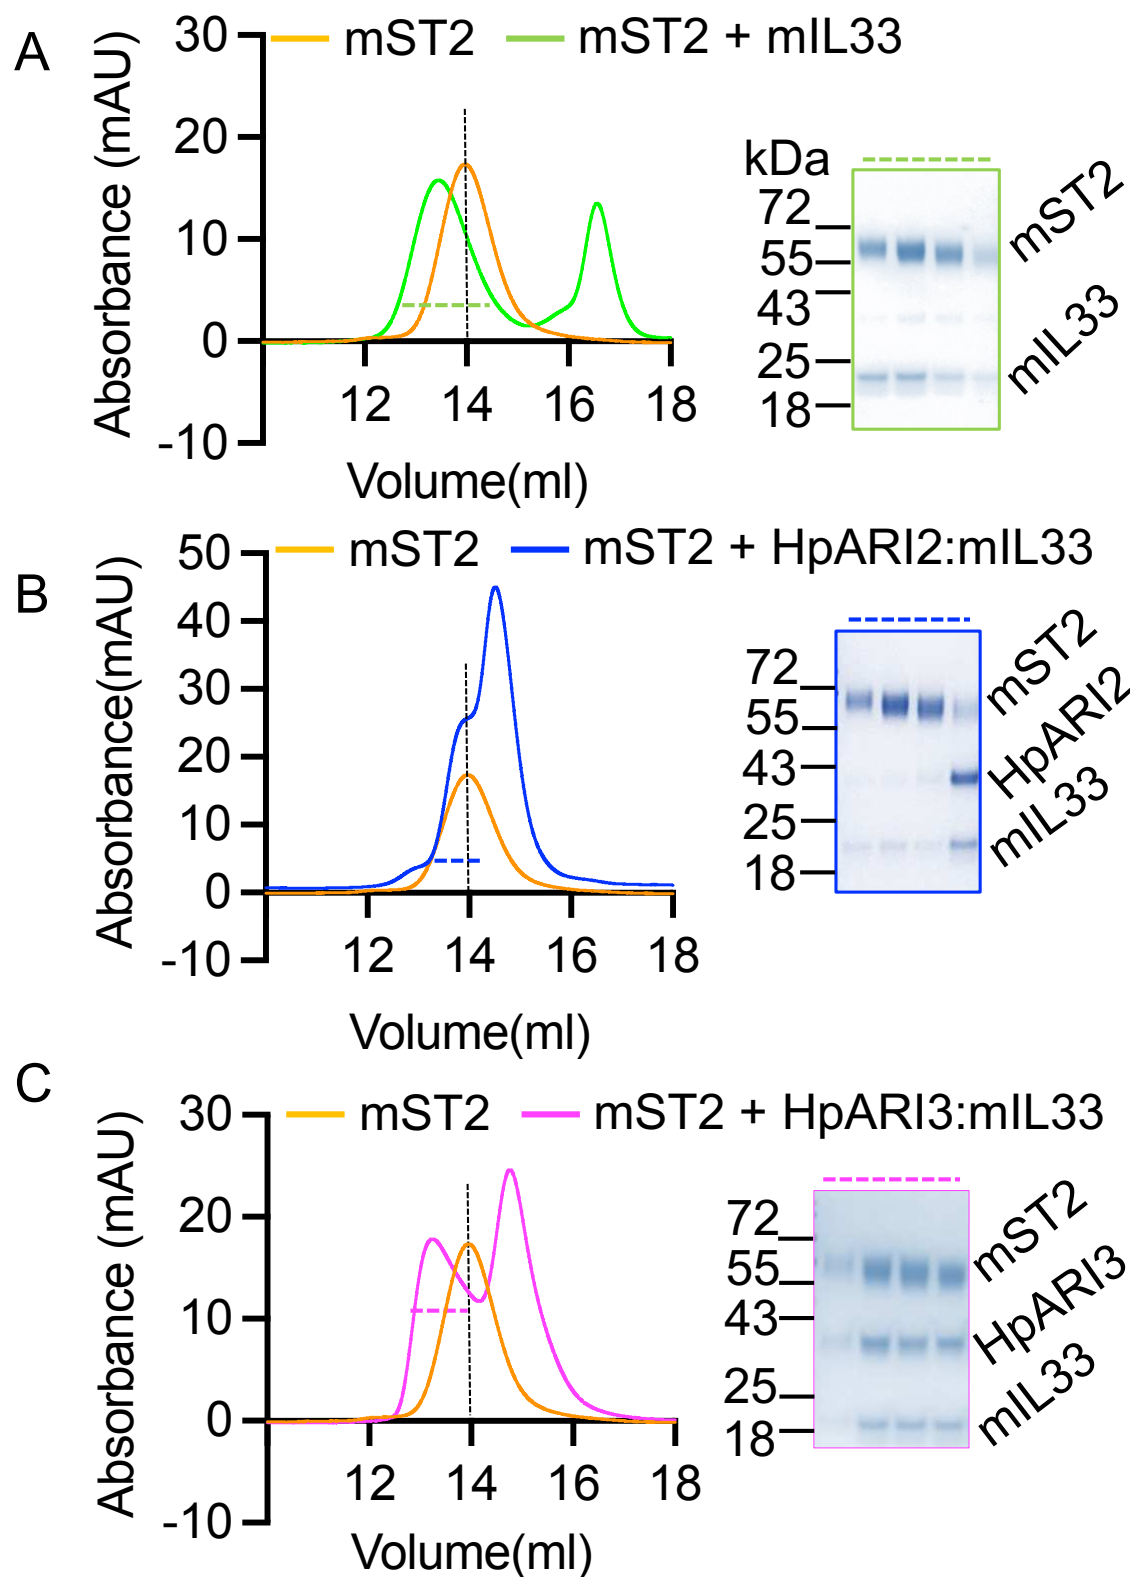 A
mST2 mST2 + mIL33
Absorbance (mAU)
30
20
10
0
-10
12 14 16 18
Volume(ml)
kDa
72
55
43
25
18
mST2
mIL33
B
mST2 mST2 + HpARI2:mIL33
Absorbance(mAU)
50
40
30
20
10
0
-10
12 14 16 18
Volume(ml)
72
55
43
25
18
mST2
HpARI2
mIL33
C
mST2 mST2 + HpARI3:mIL33
Absorbance (mAU)
30
20
10
0
-10
12 14 16 18
Volume(ml)
72
55
43
25
18
mST2
HpARI3
mIL33